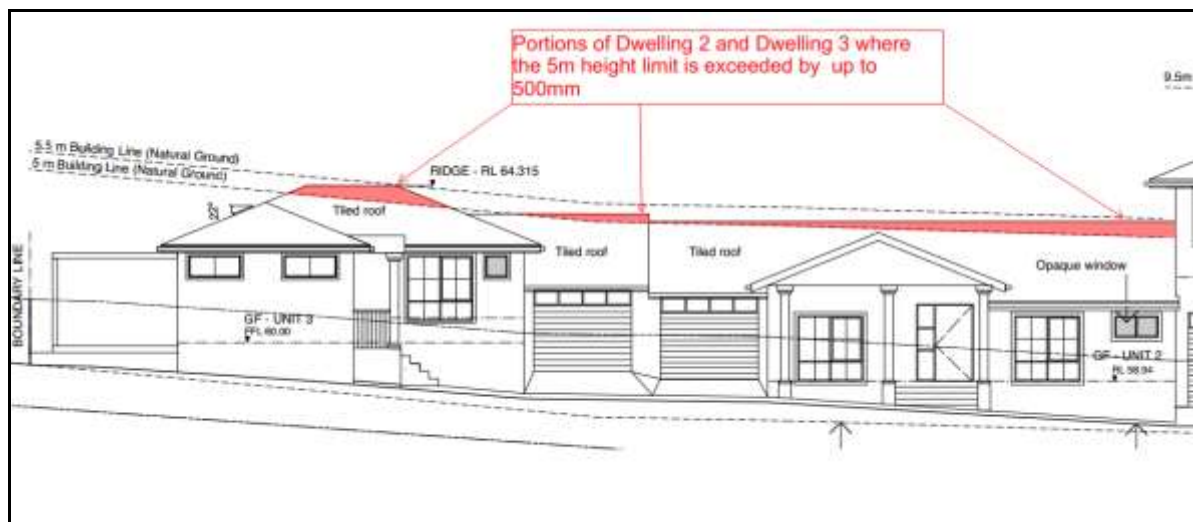 Portions of Dwelling 2 and Dwelling 3 where
the 5m height limit is exceeded by up to
500mm
9.5m
5.5 m Building Line (Natural Ground)
5 m Building Line (Natural Ground)
RIDGE - RL 64.315
22°
Tiled roof
Tiled roof
Tiled roof
Opaque window
BOUNDARY LINE
GF - UNIT 3
FFL 60.00
GF - UNIT 2
RL 58.94